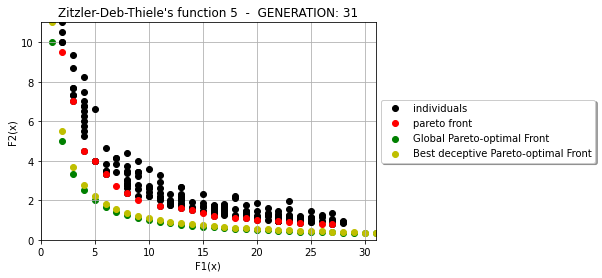 Zitzler-Deb-Thiele's function 5 - GENERATION: 31
10
8
6
4
2
0
F2(x)
0 5 10 15 20 25 30
F1(x)
individuals
pareto front
Global Pareto-optimal Front
Best deceptive Pareto-optimal Front